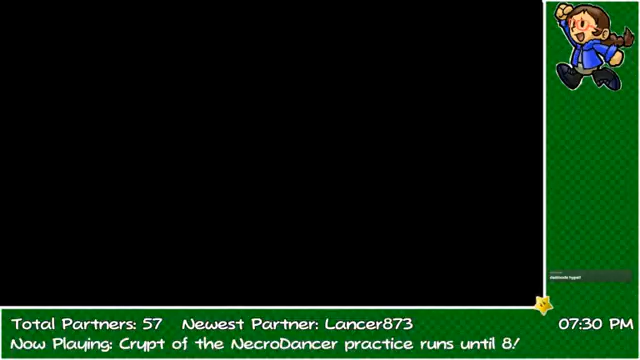 Total Partners: 57 Newest Partner: Lancer873
07:30 PM
Now Playing: Crypt of the NecroDancer practice runs until 8!